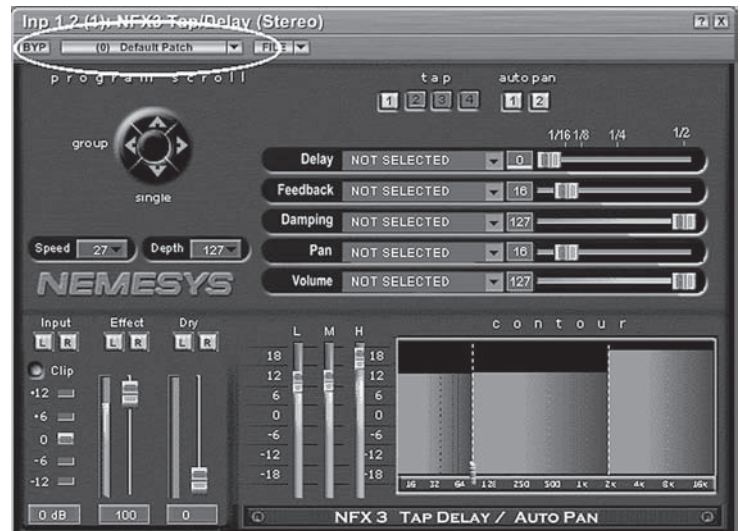 Inp 1,2 (1): NFX3 Tap/Delay (Stereo) ? X
BYP (0) Default Patch FILE
program scroll
tap auto pan
1 2 3 4 1 2
group
single
1/16 1/8 1/4 1/2
Delay NOT SELECTED 0
Feedback NOT SELECTED 16
Damping NOT SELECTED 127
Pan NOT SELECTED 16
Volume NOT SELECTED 127
Speed 27 Depth 127
NEMESYS
Input Effect Dry
L R L R L R
Clip
+12
+6
0
-6
-12
0 dB 100 0
L M H
18 18
12 12
6 6
0 0
-6 -6
-12 -12
-18 -18
contour
16 32 64 128 250 500 1K 2K 4K 8K 16K
NFX 3 TAP DELAY / AUTO PAN